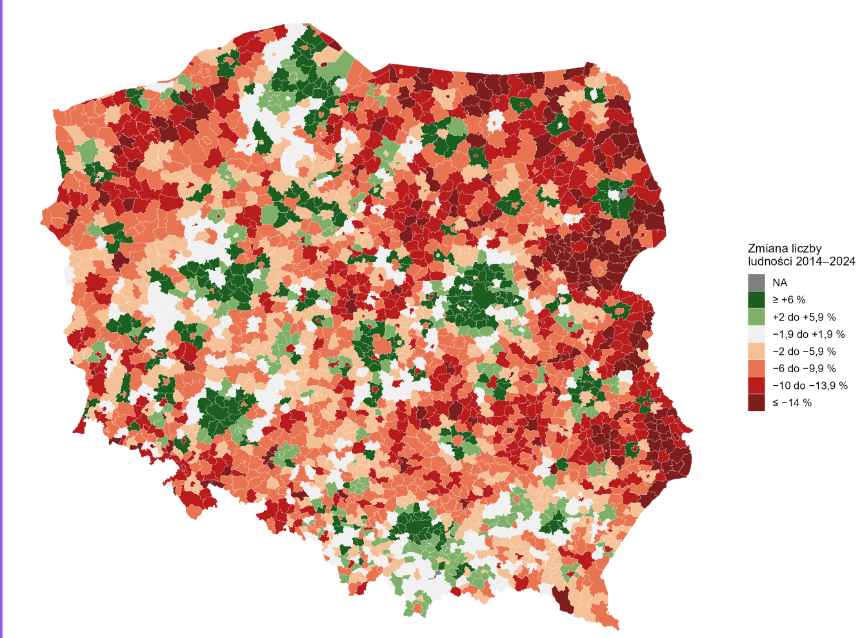 Zmiana liczby
ludności 2014–2024
NA
≥ +6 %
+2 do +5,9 %
−1,9 do +1,9 %
−2 do −5,9 %
−6 do −9,9 %
−10 do −13,9 %
≤ −14 %